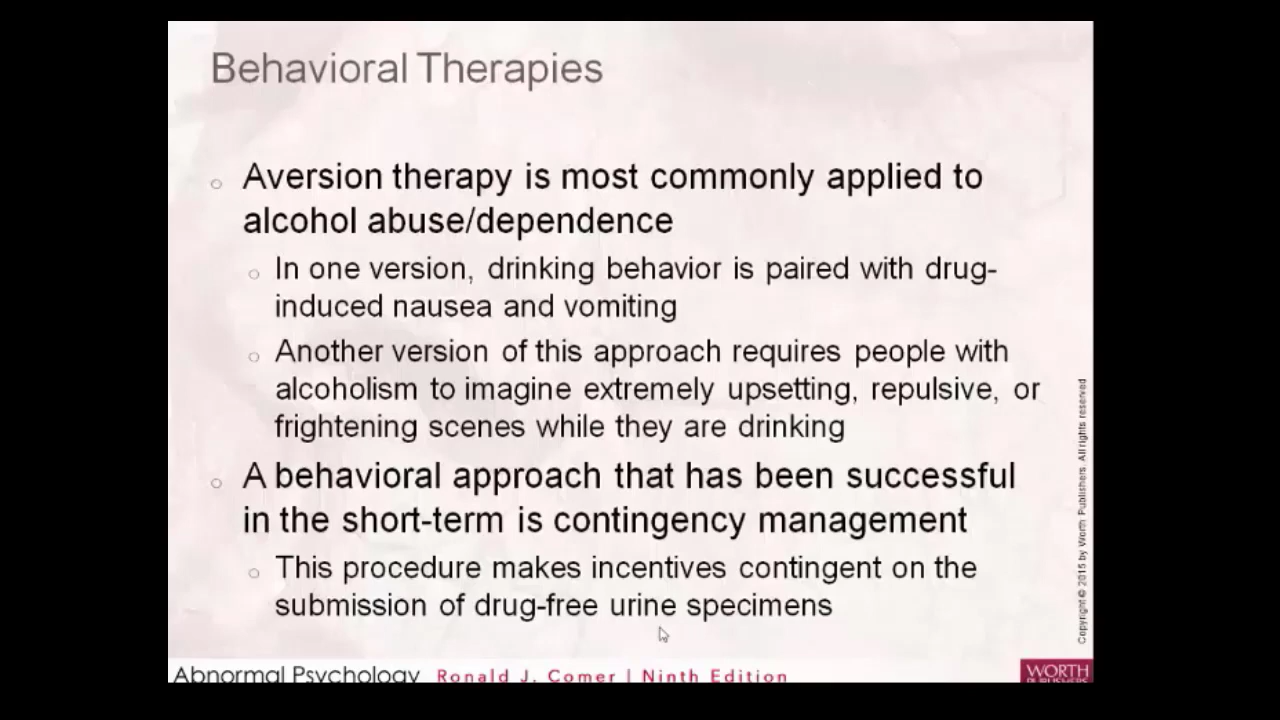 Behavioral Therapies
Aversion therapy is most commonly applied to
alcohol abuse/dependence
In one version, drinking behavior is paired with drug-
induced nausea and vomiting
Another version of this approach requires people with
alcoholism to imagine extremely upsetting, repulsive, or
frightening scenes while they are drinking
A behavioral approach that has been successful
in the short-term is contingency management
This procedure makes incentives contingent on the
submission of drug-free urine specimens
Copyright © 2015 by Worth Publishers. All rights reserved
Abnormal Psychology Ronald J. Comer | Ninth Edition
WORTH
PUBLISHERS